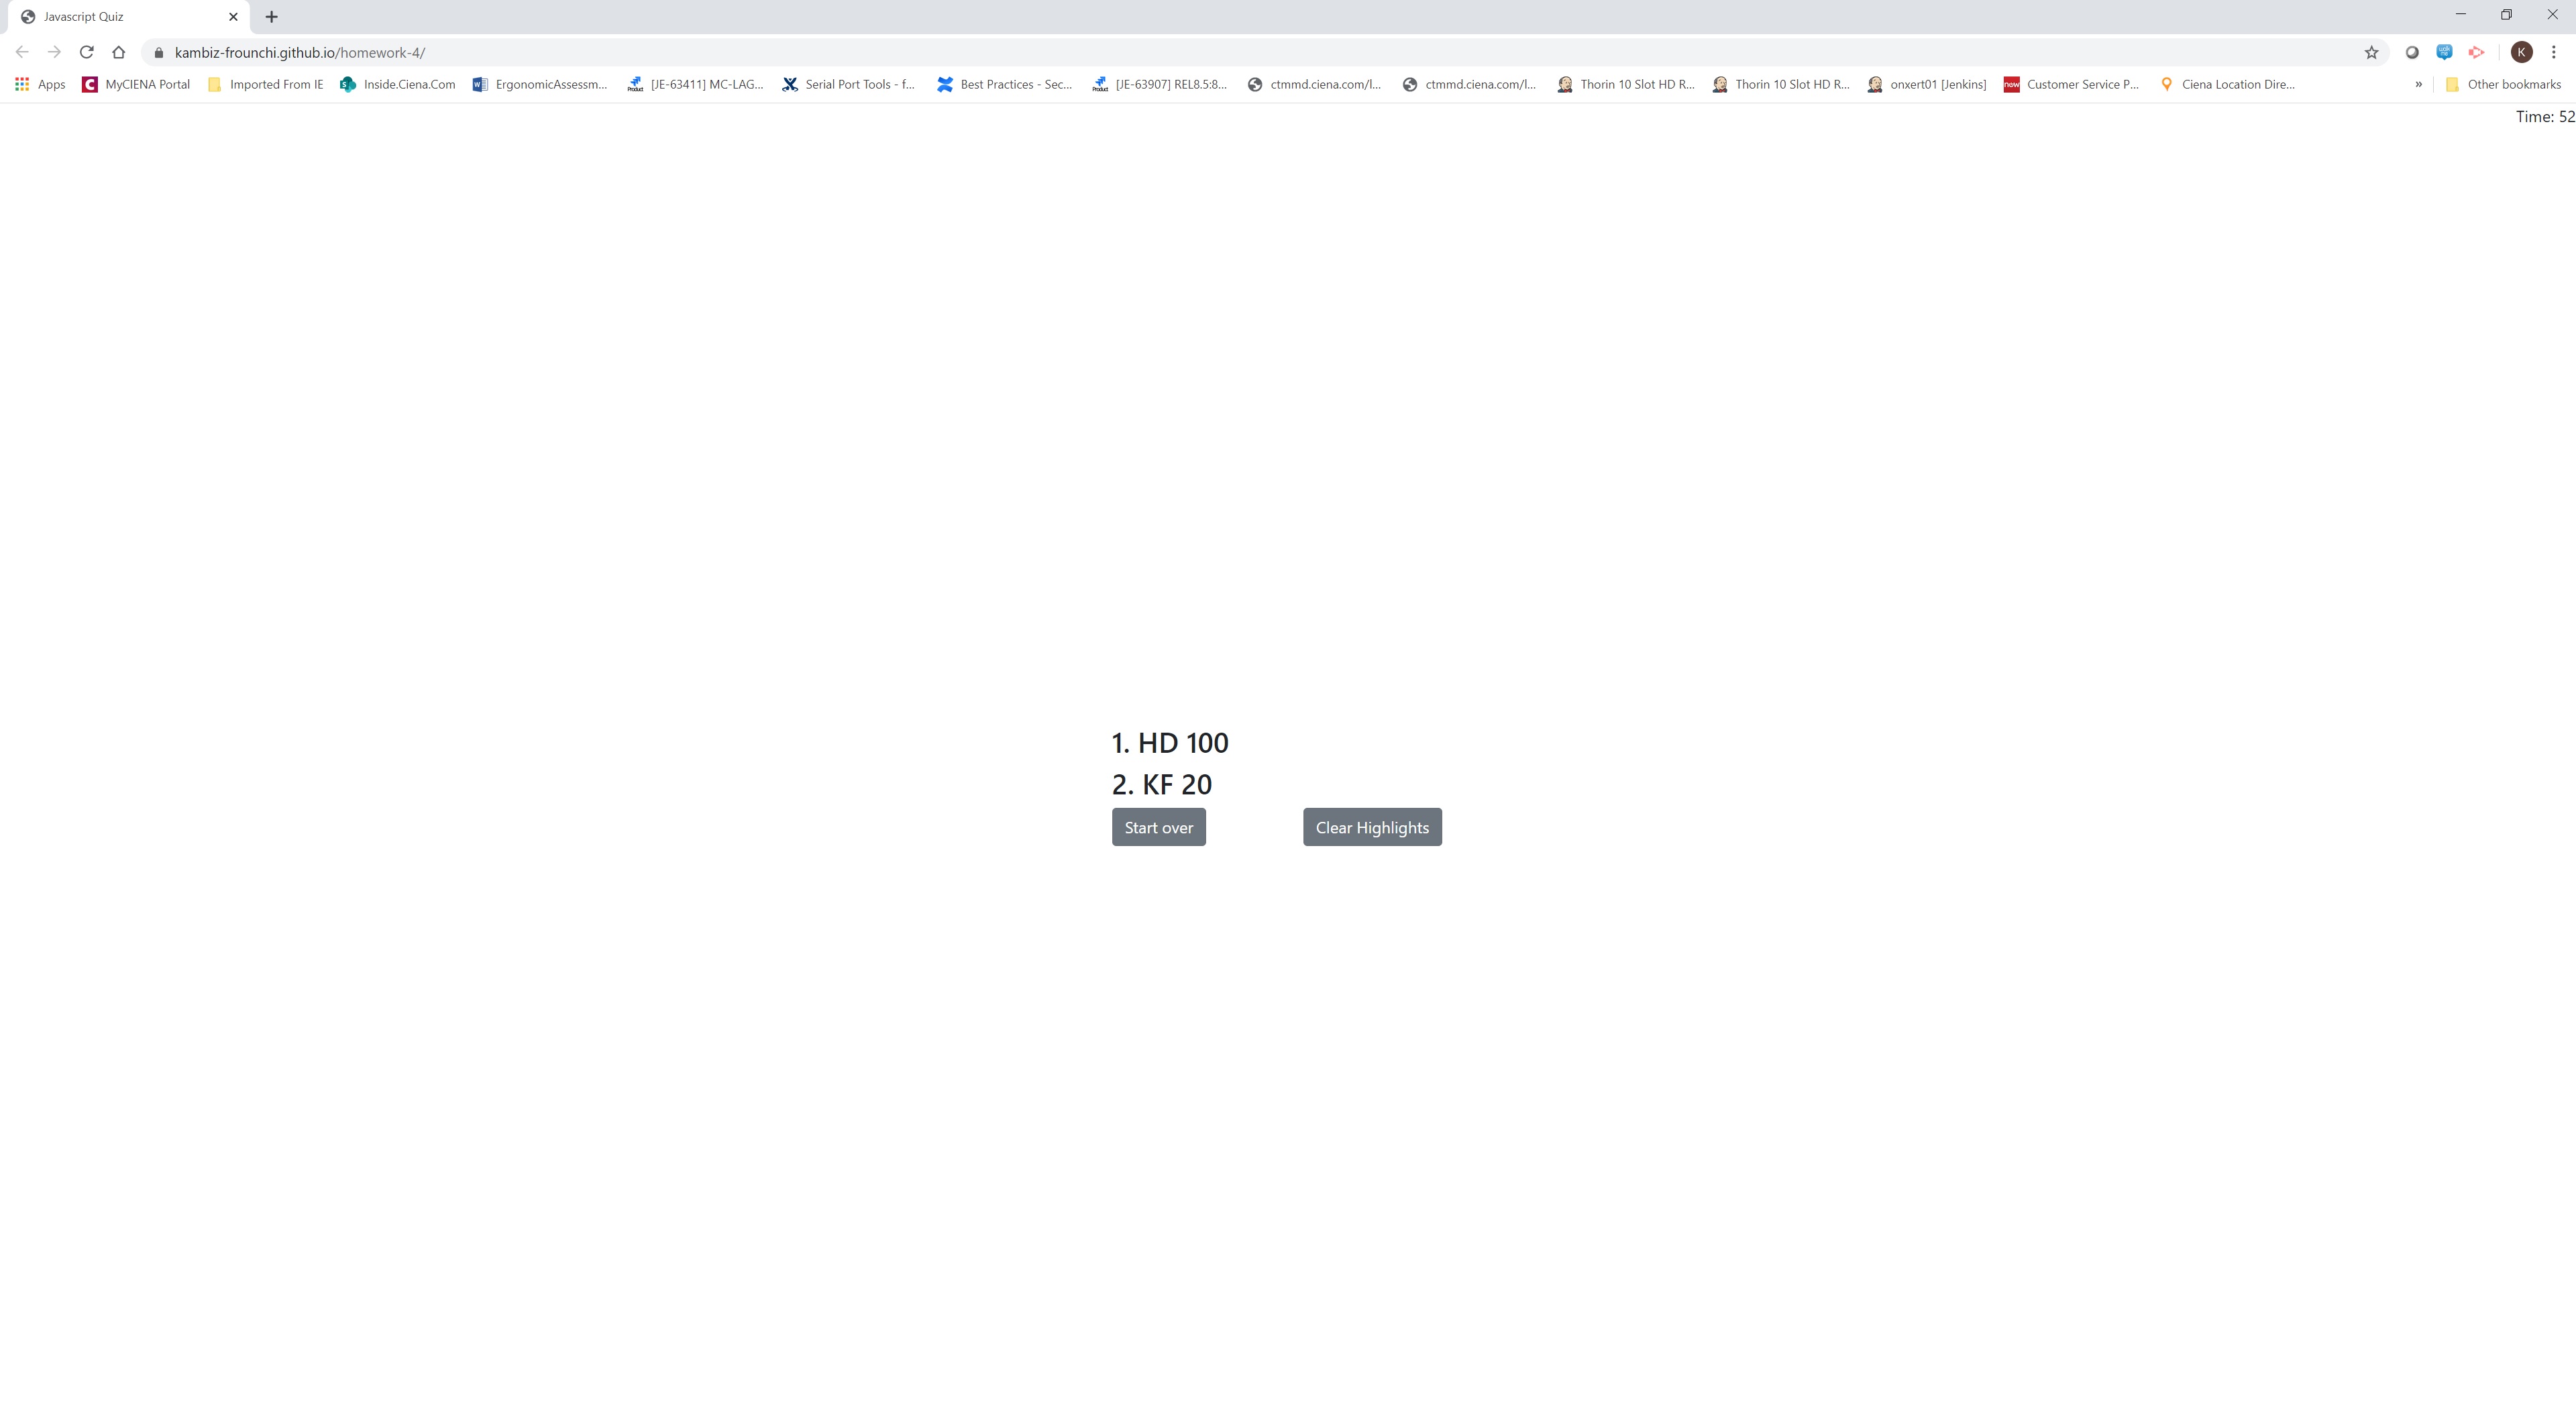 Javascript Quiz
kambiz-frounchi.github.io/homework-4/
K
Apps MyCIENA Portal Imported From IE Inside.Ciena.Com ErgonomicAssessm... [JE-63411] MC-LAG... Serial Port Tools - f... Best Practices - Sec... [JE-63907] REL8.5:8... ctmmd.ciena.com/l... ctmmd.ciena.com/l... Thorin 10 Slot HD R... Thorin 10 Slot HD R... onxert01 [Jenkins] now Customer Service P... Ciena Location Dire... » Other bookmarks
Time: 52
1. HD 100
2. KF 20
Start over Clear Highlights